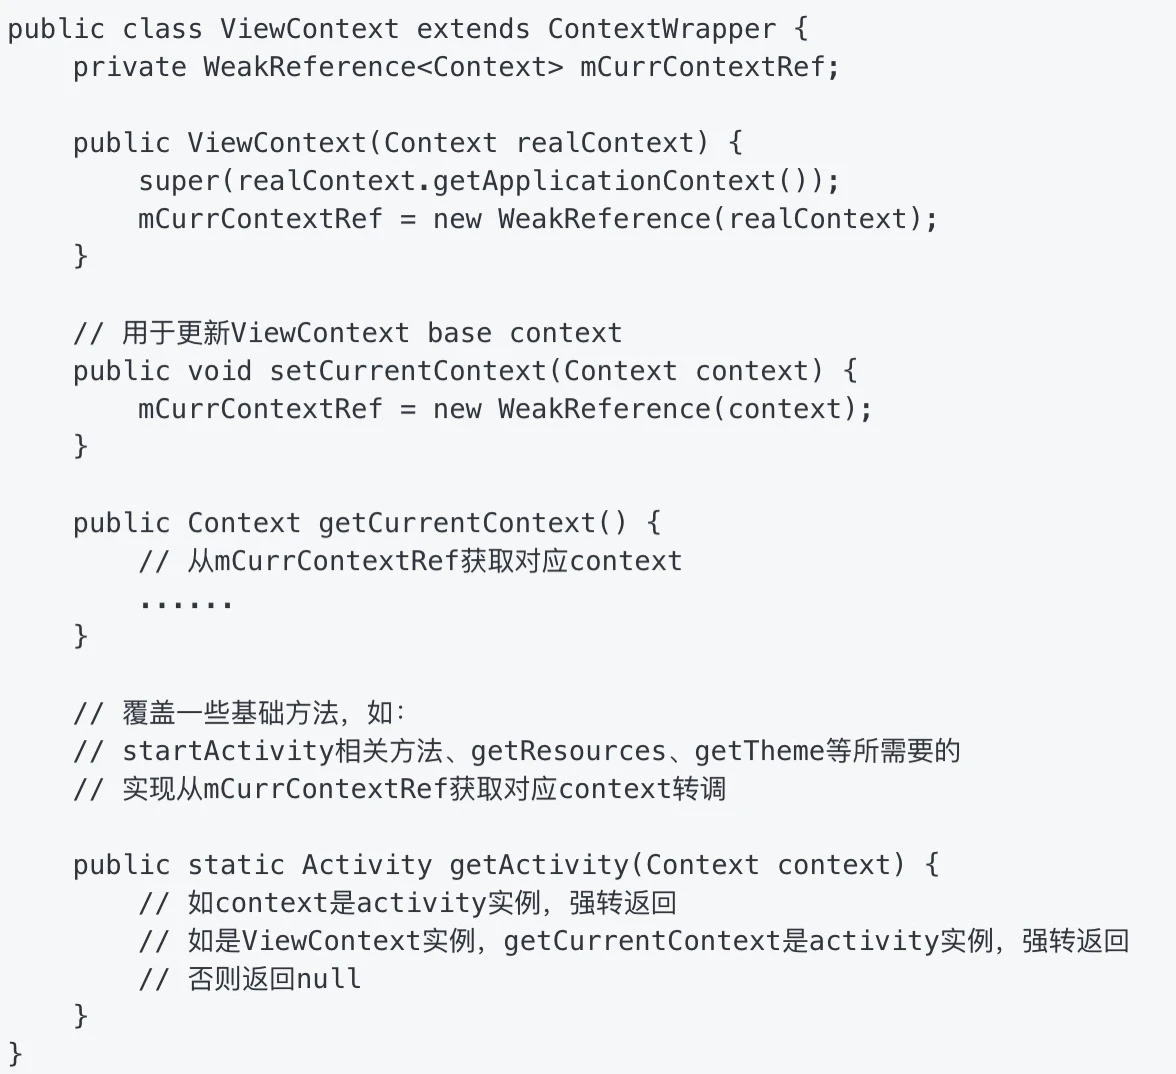 public class ViewContext extends ContextWrapper {
    private WeakReference<Context> mCurrContextRef;

    public ViewContext(Context realContext) {
        super(realContext.getApplicationContext());
        mCurrContextRef = new WeakReference(realContext);
    }

    // 用于更新ViewContext base context
    public void setCurrentContext(Context context) {
        mCurrContextRef = new WeakReference(context);
    }

    public Context getCurrentContext() {
        // 从mCurrContextRef获取对应context
        ......
    }

    // 覆盖一些基础方法，如：
    // startActivity相关方法、getResources、getTheme等所需要的
    // 实现从mCurrContextRef获取对应context转调

    public static Activity getActivity(Context context) {
        // 如context是activity实例，强转返回
        // 如是ViewContext实例，getCurrentContext是activity实例，强转返回
        // 否则返回null
    }
}